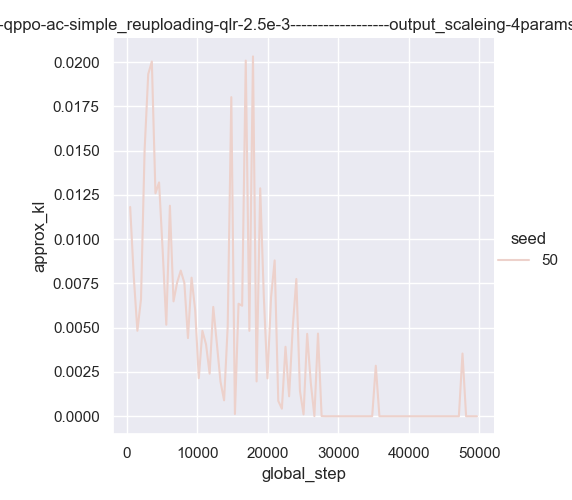 -qppo-ac-simple_reuploading-qlr-2.5e-3------------------output_scaleing-4params
0.0200
0.0175
0.0150
0.0125
0.0100
0.0075
0.0050
0.0025
0.0000
approx_kl
0 10000 20000 30000 40000 50000
global_step
seed
50